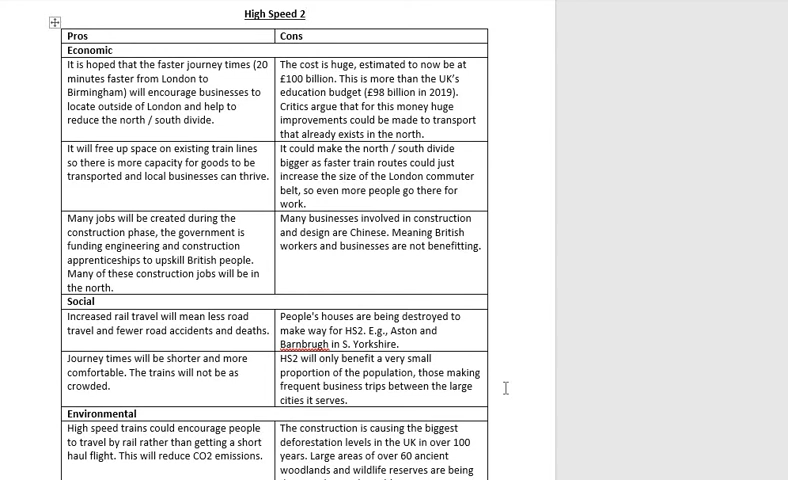 High Speed 2
Pros
Cons
Economic
It is hoped that the faster journey times (20
minutes faster from London to
Birmingham) will encourage businesses to
locate outside of London and help to
reduce the north / south divide.
The cost is huge, estimated to now be at
£100 billion. This is more than the UK's
education budget (£98 billion in 2019).
Critics argue that for this money huge
improvements could be made to transport
that already exists in the north.
It will free up space on existing train lines
so there is more capacity for goods to be
transported and local businesses can thrive.
It could make the north / south divide
bigger as faster train routes could just
increase the size of the London commuter
belt, so even more people go there for
work.
Many jobs will be created during the
construction phase, the government is
funding engineering and construction
apprenticeships to upskill British people.
Many of these construction jobs will be in
the north.
Many businesses involved in construction
and design are Chinese. Meaning British
workers and businesses are not benefitting.
Social
Increased rail travel will mean less road
travel and fewer road accidents and deaths.
People's houses are being destroyed to
make way for HS2. E.g., Aston and
Barnbrugh in S. Yorkshire.
Journey times will be shorter and more
comfortable. The trains will not be as
crowded.
HS2 will only benefit a very small
proportion of the population, those making
frequent business trips between the large
cities it serves.
Environmental
High speed trains could encourage people
to travel by rail rather than getting a short
haul flight. This will reduce CO2 emissions.
The construction is causing the biggest
deforestation levels in the UK in over 100
years. Large areas of over 60 ancient
woodlands and wildlife reserves are being